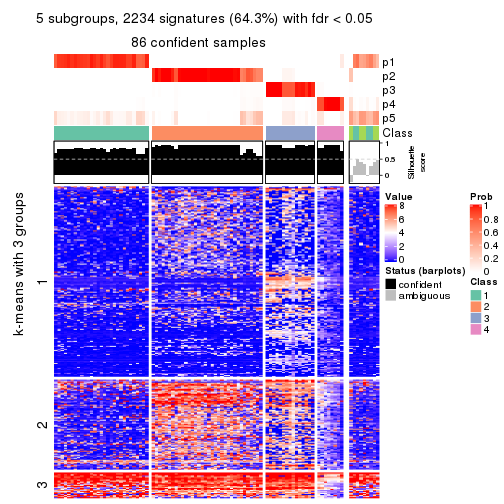 5 subgroups, 2234 signatures (64.3%) with fdr < 0.05
86 confident samples
p1
p2
p3
p4
p5
Class
1
0.5
0
Silhouette
score
k-means with 3 groups
1
2
3
Value
8
6
4
2
0
Status (barplots)
confident
ambiguous
Prob
1
0.8
0.6
0.4
0.2
0
Class
1
2
3
4